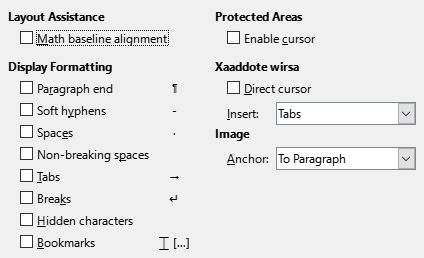 Layout Assistance
Math baseline alignment
Display Formatting
Paragraph end ¶
Soft hyphens -
Spaces ·
Non-breaking spaces
Tabs →
Breaks ↵
Hidden characters
Bookmarks ⌶ [...]
Protected Areas
Enable cursor
Xaaddote wirsa
Direct cursor
Insert: Tabs
Image
Anchor: To Paragraph